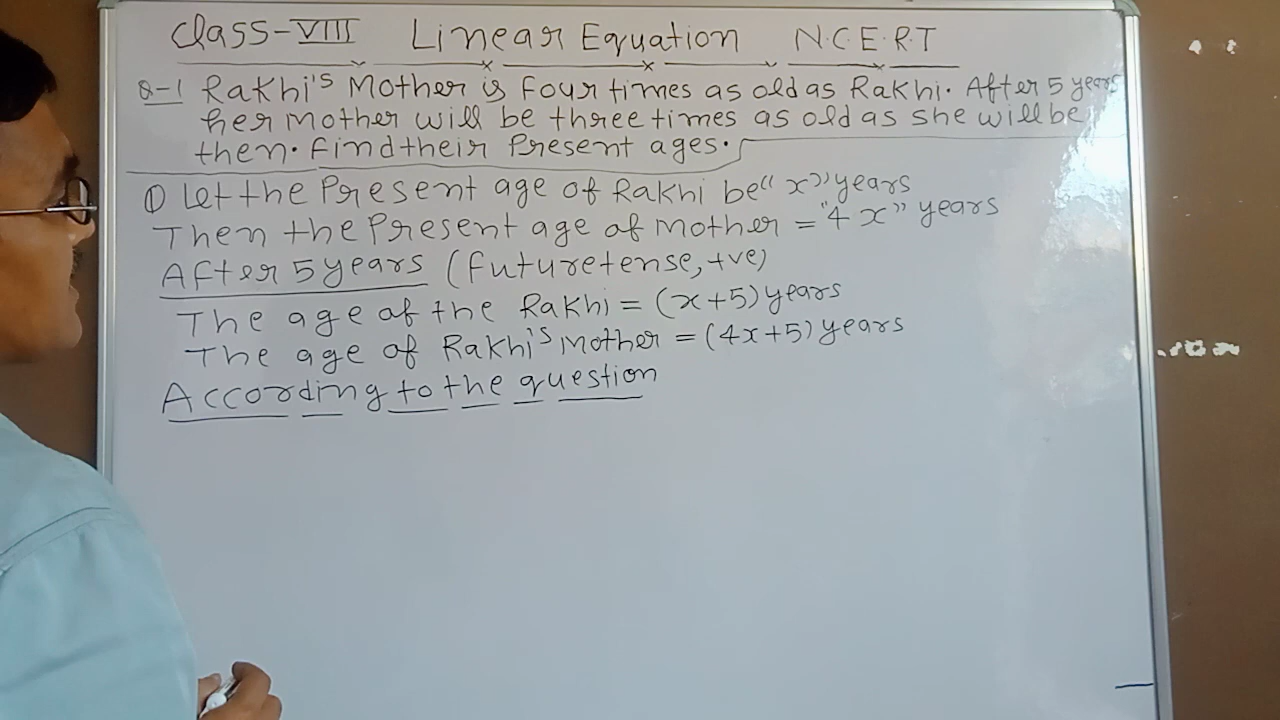 Class-VIII Linear Equation N.C.E.R.T
Q-1 Rakhi's Mother is Four times as old as Rakhi. After 5 years
her Mother will be three times as old as she will be
then. Find their Present ages.
① Let the Present age of Rakhi be "x" years
Then the Present age of Mother = "4x" years
After 5 years (Future tense, +ve)
The age of the Rakhi = (x+5) years
The age of Rakhi's Mother = (4x+5) years
According to the question